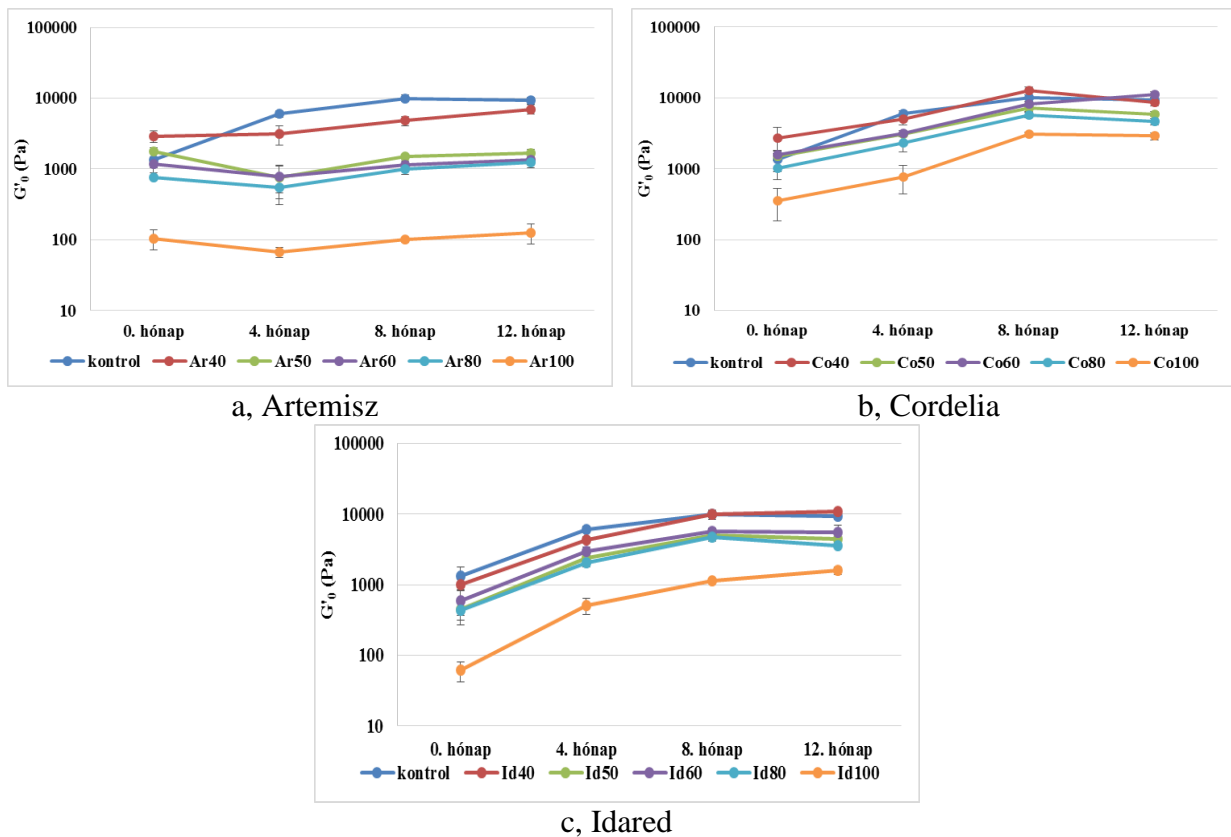 100000
10000
1000
100
10
G'₀ (Pa)
0. hónap 4. hónap 8. hónap 12. hónap
kontrol Ar40 Ar50 Ar60 Ar80 Ar100
a, Artemisz
100000
10000
1000
100
10
G'₀ (Pa)
0. hónap 4. hónap 8. hónap 12. hónap
kontrol Co40 Co50 Co60 Co80 Co100
b, Cordelia
100000
10000
1000
100
10
G'₀ (Pa)
0. hónap 4. hónap 8. hónap 12. hónap
kontrol Id40 Id50 Id60 Id80 Id100
c, Idared